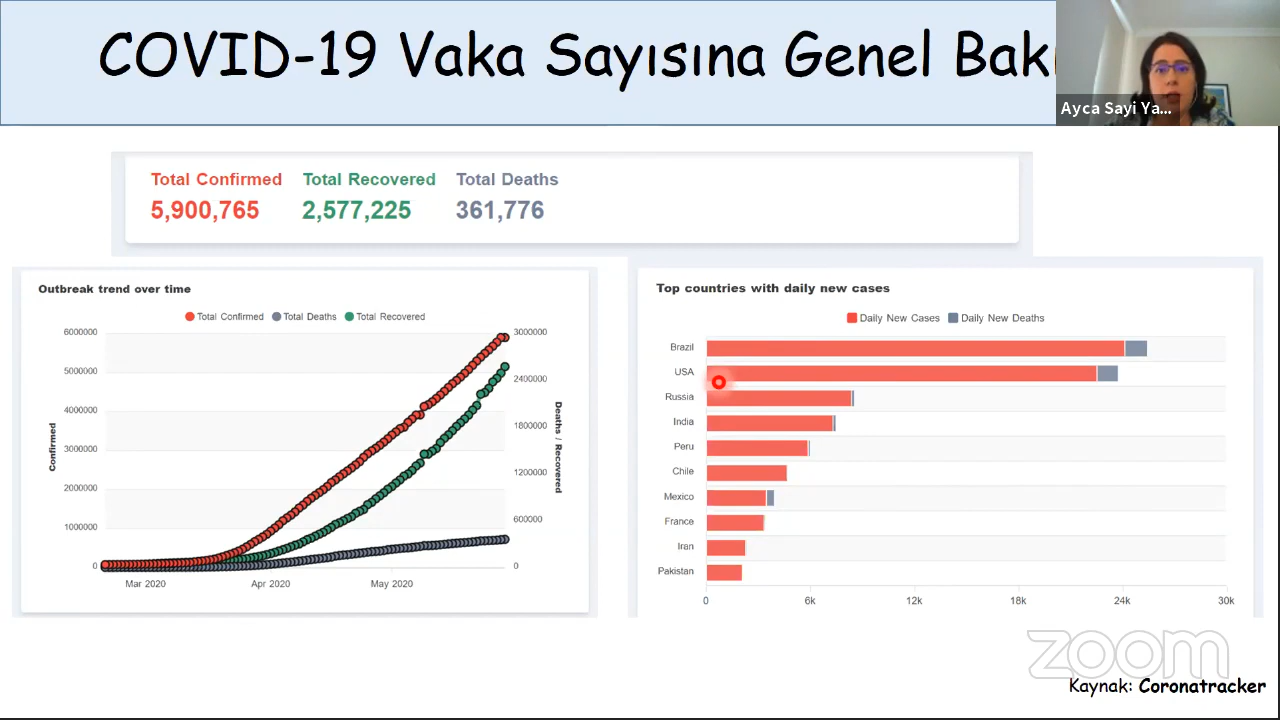 COVID-19 Vaka Sayısına Genel Bakı
Ayca Sayi Ya...
Total Confirmed Total Recovered Total Deaths
5,900,765 2,577,225 361,776
Outbreak trend over time
Total Confirmed Total Deaths Total Recovered
Confirmed
6000000
5000000
4000000
3000000
2000000
1000000
0
3000000
2400000
1800000
1200000
600000
0
Deaths / Recovered
Mar 2020 Apr 2020 May 2020
Top countries with daily new cases
Daily New Cases Daily New Deaths
Brazil
USA
Russia
India
Peru
Chile
Mexico
France
Iran
Pakistan
0 6k 12k 18k 24k 30k
zoom
Kaynak: Coronatracker